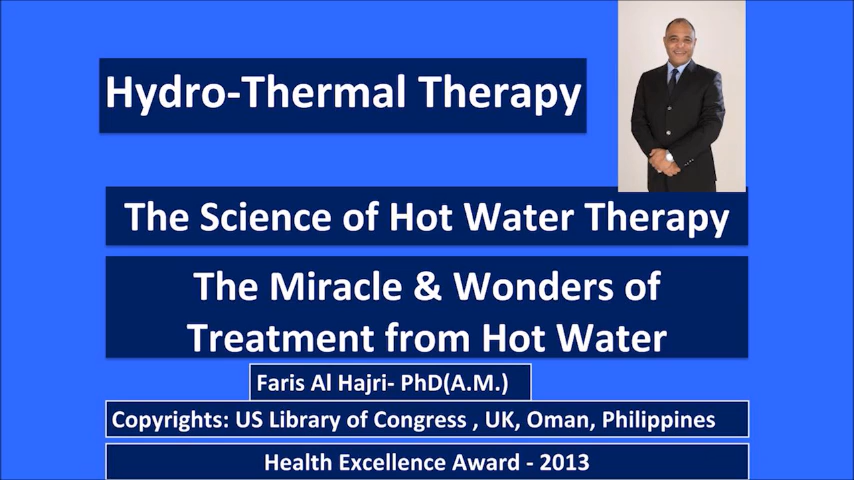 Hydro-Thermal Therapy
The Science of Hot Water Therapy
The Miracle & Wonders of
Treatment from Hot Water
Faris Al Hajri- PhD(A.M.)
Copyrights: US Library of Congress , UK, Oman, Philippines
Health Excellence Award - 2013